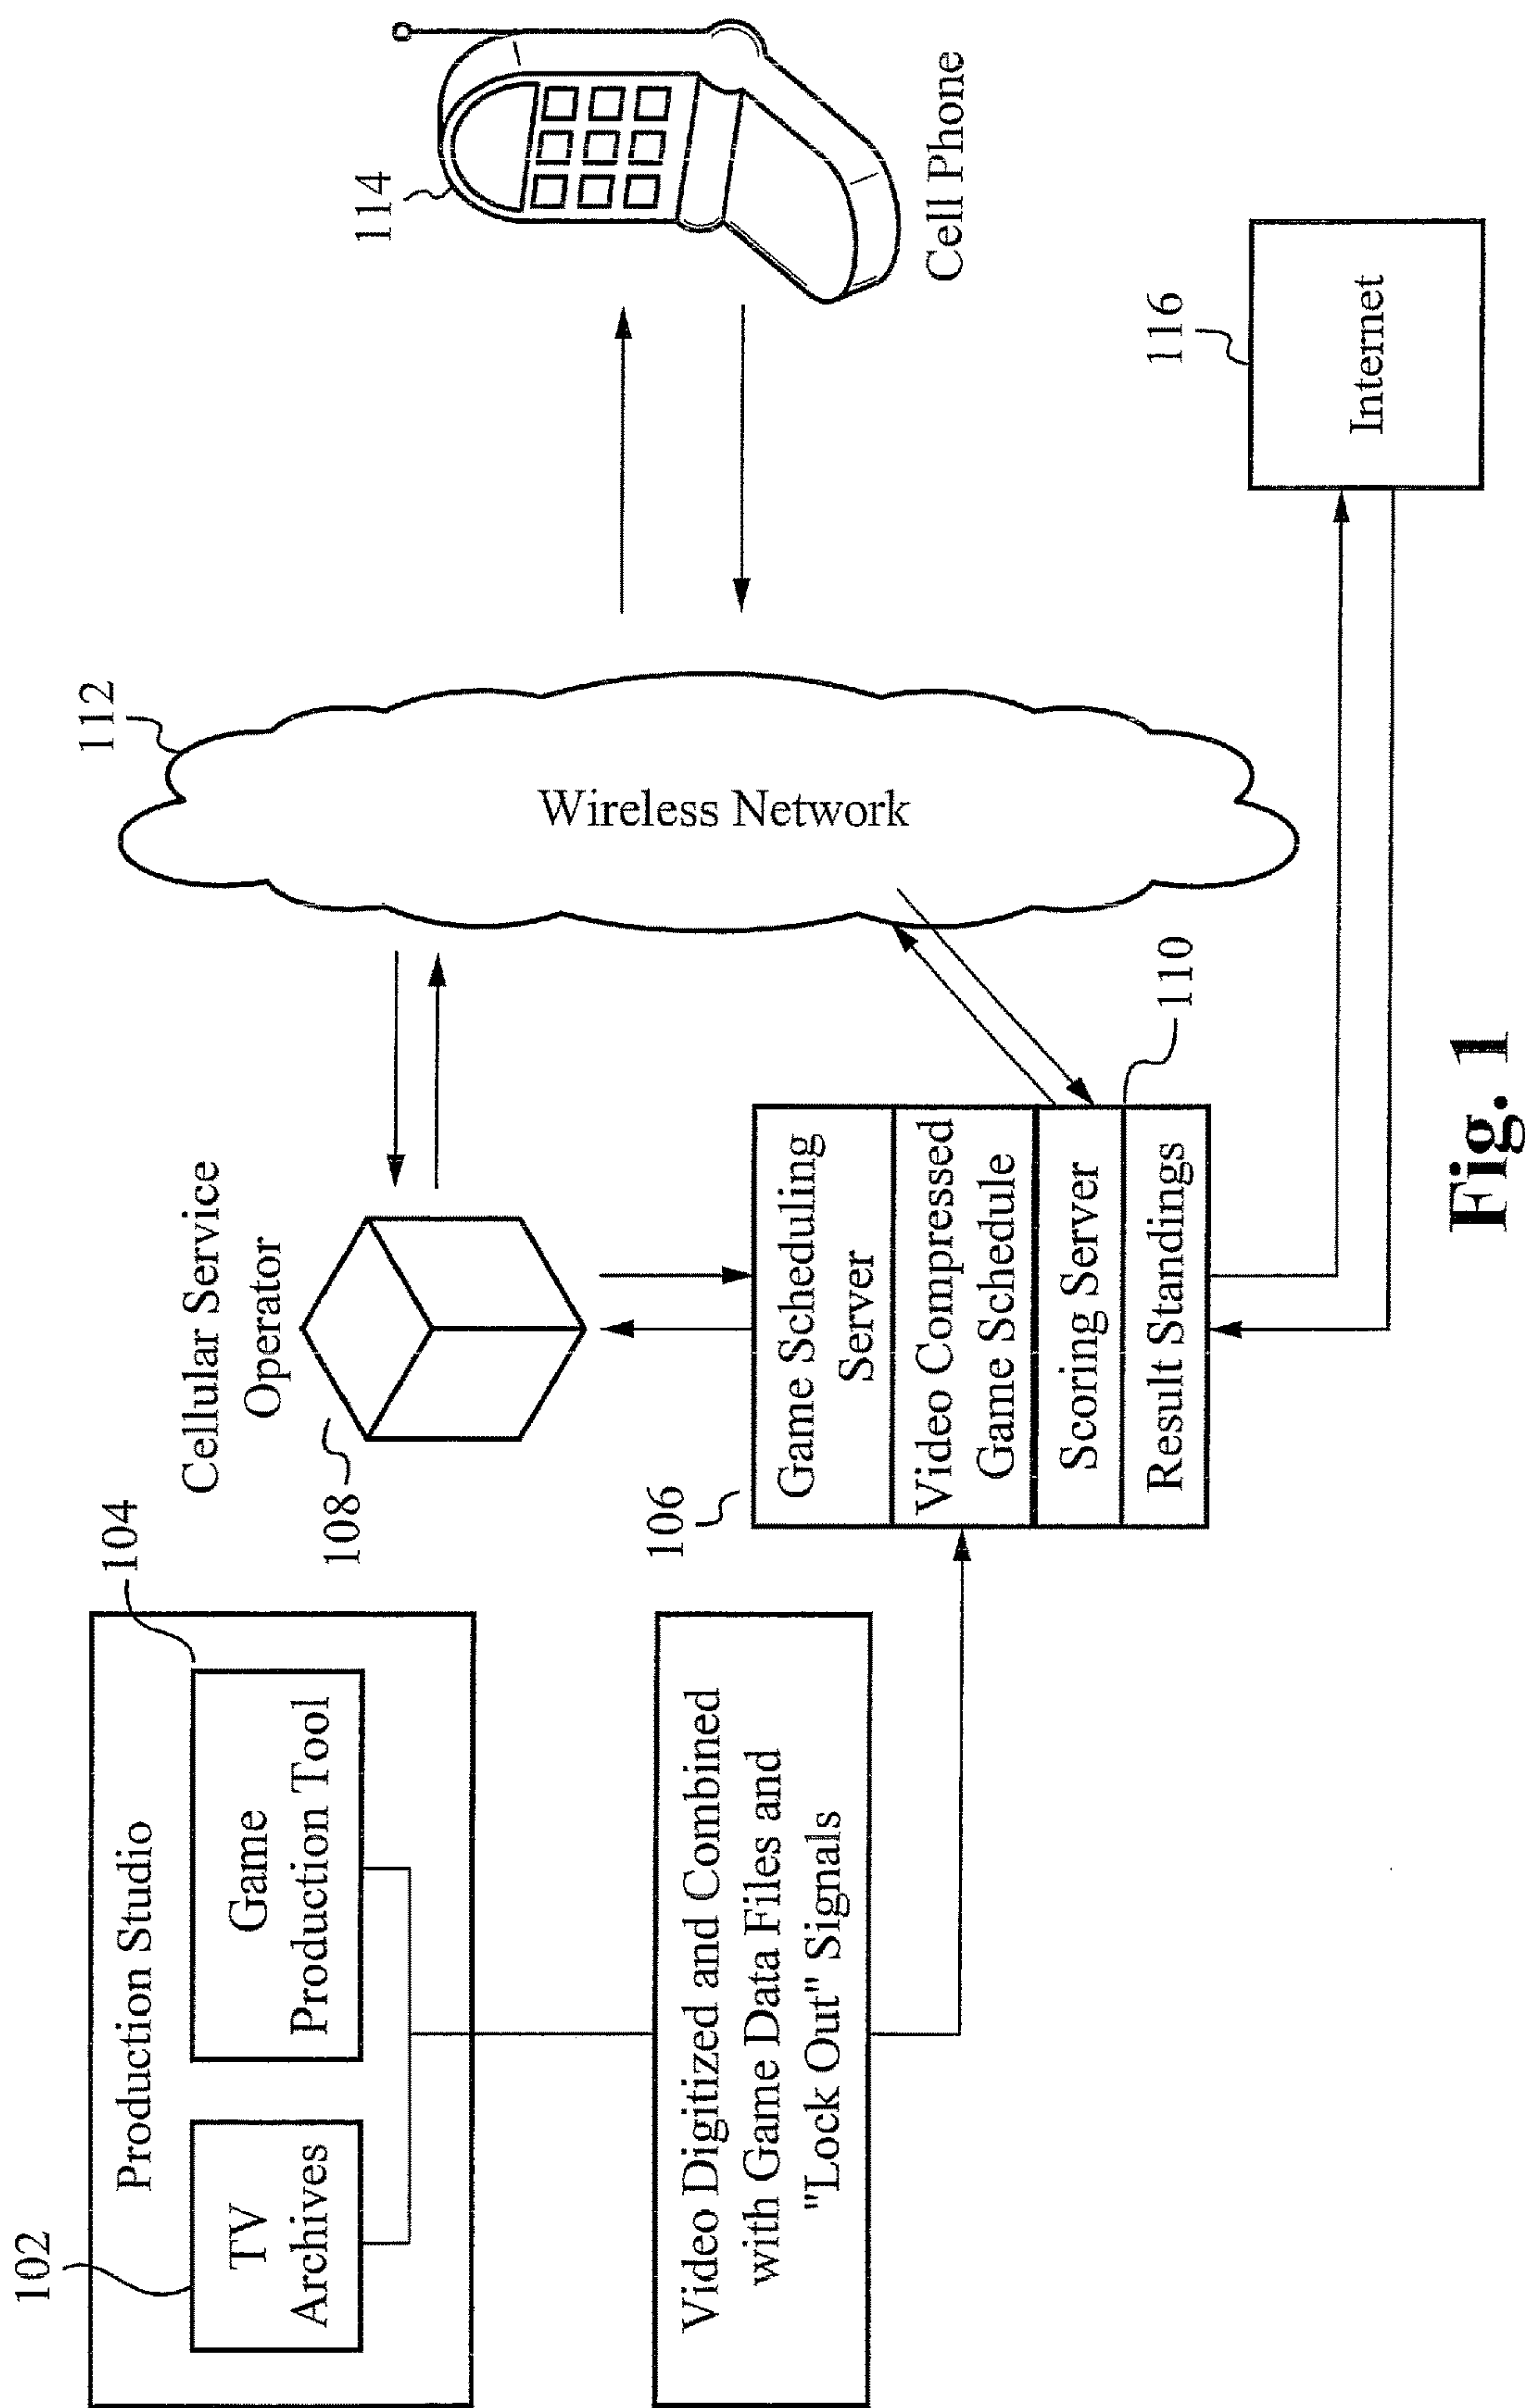 Production Studio
102
TV
Archives
104
Game
Production Tool
Video Digitized and Combined
with Game Data Files and
"Lock Out" Signals
Cellular Service
Operator
108
106
Game Scheduling
Server
Video Compressed
Game Schedule
Scoring Server
Result Standings
110
112
Wireless Network
114
Cell Phone
116
Internet
Fig. 1